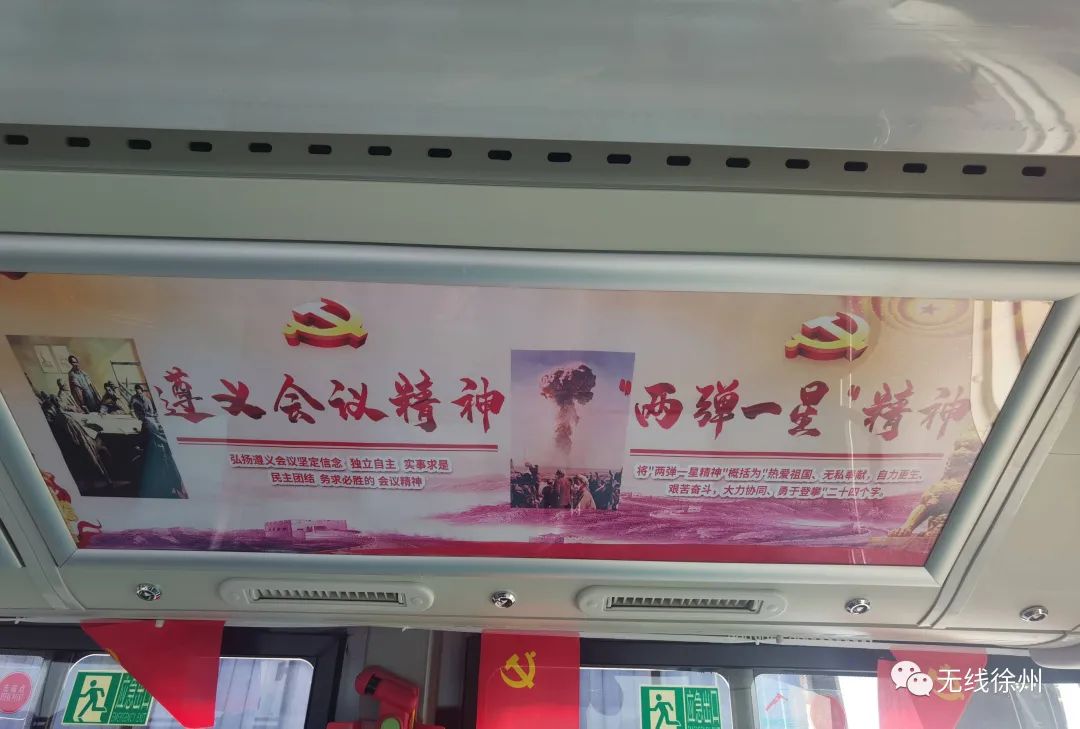 遵义会议精神
弘扬遵义会议坚定信念 独立自主 实事求是
民主团结 务求必胜的 会议精神
"两弹一星"精神
将"两弹一星精神"概括为"热爱祖国、无私奉献，自力更生、
艰苦奋斗，大力协同、勇于登攀"二十四个字。
应急出口
EMERGENCY EXIT
应急出口
无线徐州